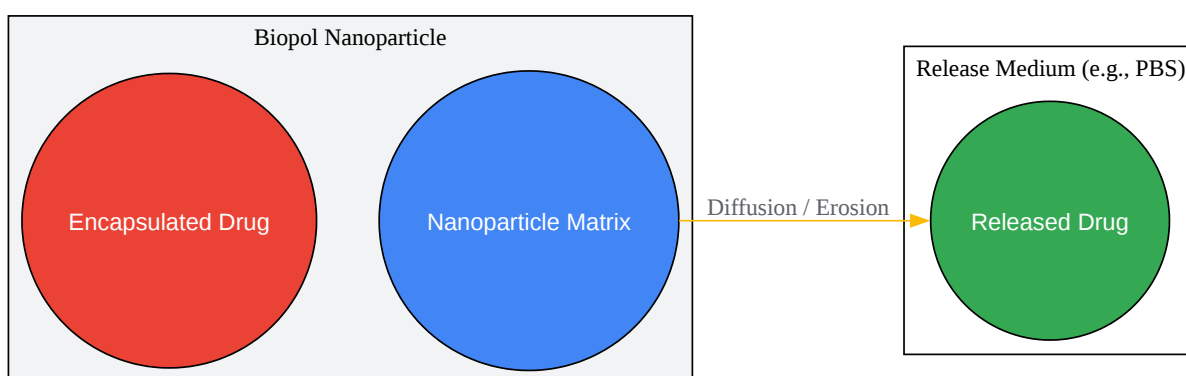 Biopol Nanoparticle
Encapsulated Drug
Nanoparticle Matrix
Diffusion / Erosion
Release Medium (e.g., PBS)
Released Drug